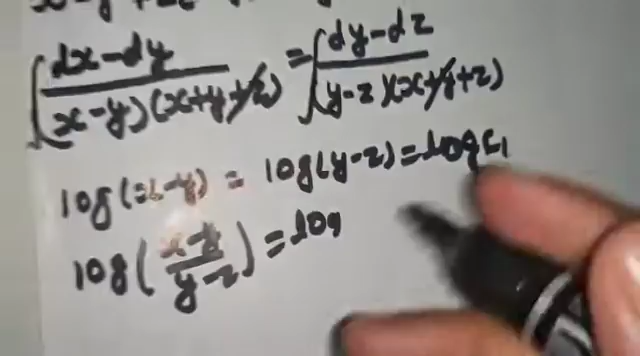 ∫ dx-dy / (x-y)(x+y+z) = ∫ dy-dz / (y-z)(x+y+z)
log(x-y) = log(y-z) = log c1
log( x-y / y-z ) = log